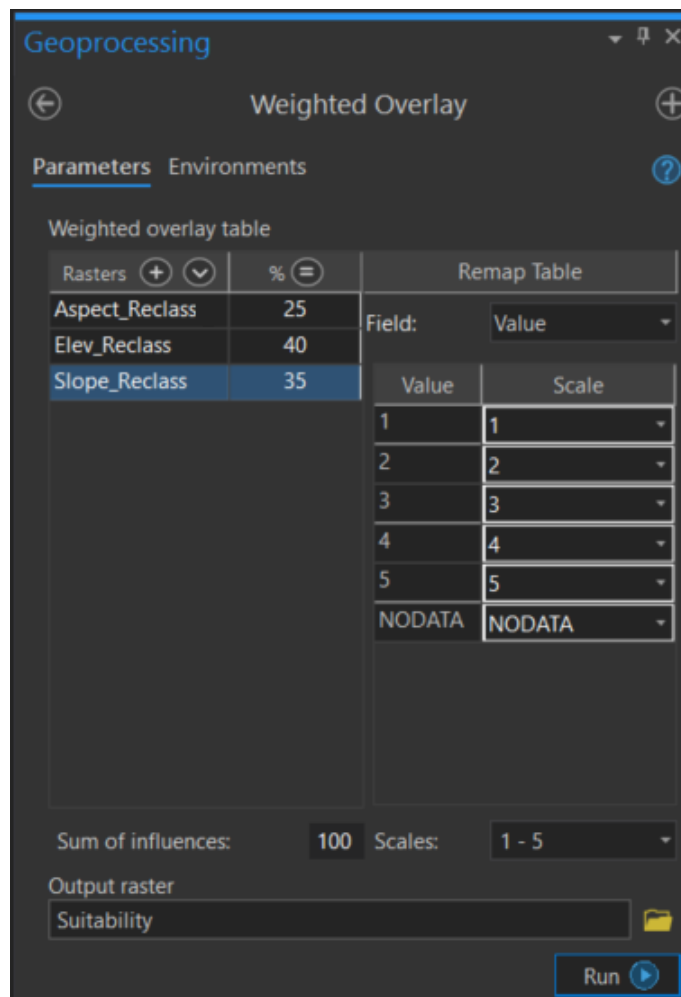 Geoprocessing
Weighted Overlay
Parameters Environments
Weighted overlay table
Rasters % Remap Table
Aspect_Reclass 25
Field: Value
Elev_Reclass 40
Slope_Reclass 35
Value Scale
1 1
2 2
3 3
4 4
5 5
NODATA NODATA
Sum of influences: 100 Scales: 1 - 5
Output raster
Suitability
Run